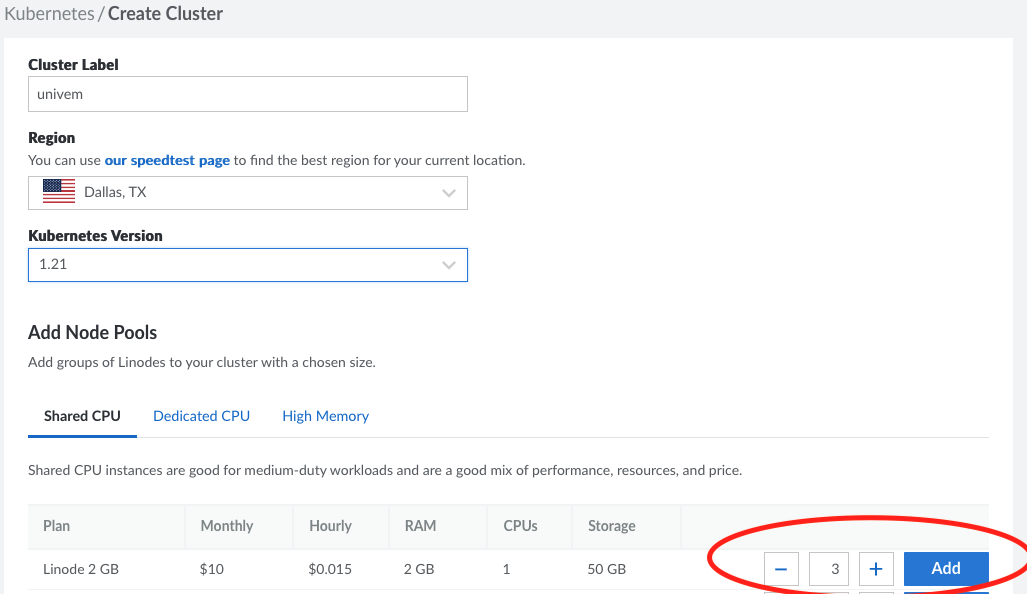 Kubernetes / Create Cluster
Cluster Label
univem
Region
You can use our speedtest page to find the best region for your current location.
Dallas, TX
Kubernetes Version
1.21
Add Node Pools
Add groups of Linodes to your cluster with a chosen size.
Shared CPU Dedicated CPU High Memory
Shared CPU instances are good for medium-duty workloads and are a good mix of performance, resources, and price.
Plan Monthly Hourly RAM CPUs Storage
Linode 2 GB $10 $0.015 2 GB 1 50 GB − 3 + Add